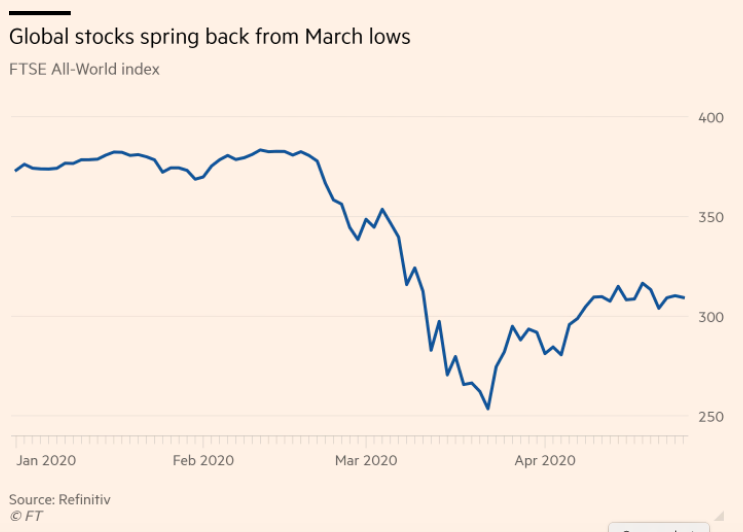 Global stocks spring back from March lows
FTSE All-World index
400
350
300
250
Jan 2020 Feb 2020 Mar 2020 Apr 2020
Source: Refinitiv
© FT